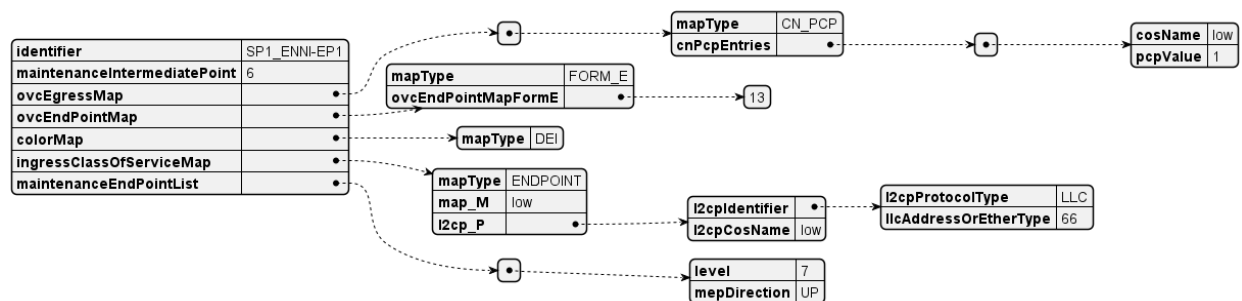 identifier SP1_ENNI-EP1
maintenanceIntermediatePoint 6
ovcEgressMap
ovcEndPointMap
colorMap
ingressClassOfServiceMap
maintenanceEndPointList
mapType CN_PCP
cnPcpEntries
cosName low
pcpValue 1
mapType FORM_E
ovcEndPointMapFormE
13
mapType DEI
mapType ENDPOINT
map_M low
l2cp_P
l2cpIdentifier
l2cpCosName low
l2cpProtocolType LLC
llcAddressOrEtherType 66
level 7
mepDirection UP